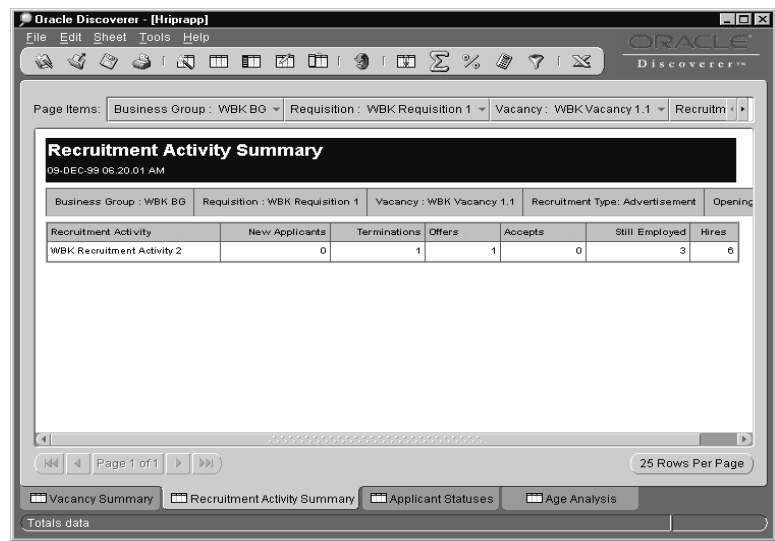 Oracle Discoverer - [Hriprapp]
File Edit Sheet Tools Help
ORACLE
Discoverer™
Page Items: Business Group : WBK BG Requisition : WBK Requisition 1 Vacancy : WBK Vacancy 1.1 Recruitm
Recruitment Activity Summary
09-DEC-99 06.20.01 AM
Business Group : WBK BG Requisition : WBK Requisition 1 Vacancy : WBK Vacancy 1.1 Recruitment Type: Advertisement Opening
Recruitment Activity New Applicants Terminations Offers Accepts Still Employed Hires
WBK Recruitment Activity 2 0 1 1 0 3 6
Page 1 of 1 25 Rows Per Page
Vacancy Summary Recruitment Activity Summary Applicant Statuses Age Analysis
Totals data